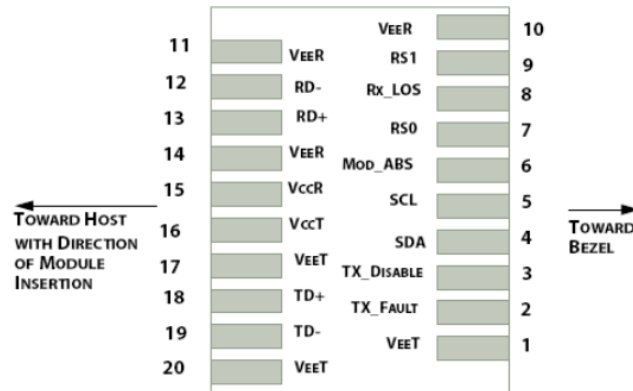 VEER 10
11 VEER
RS1 9
12 RD-
RX_LOS 8
13 RD+
RS0 7
14 VEER
MOD_ABS 6
15 VCCR
SCL 5
16 VCCT
SDA 4
17 VEET
TX_DISABLE 3
18 TD+
TX_FAULT 2
19 TD-
VEET 1
20 VEET
TOWARD HOST
WITH DIRECTION
OF MODULE
INSERTION
TOWARD
BEZEL